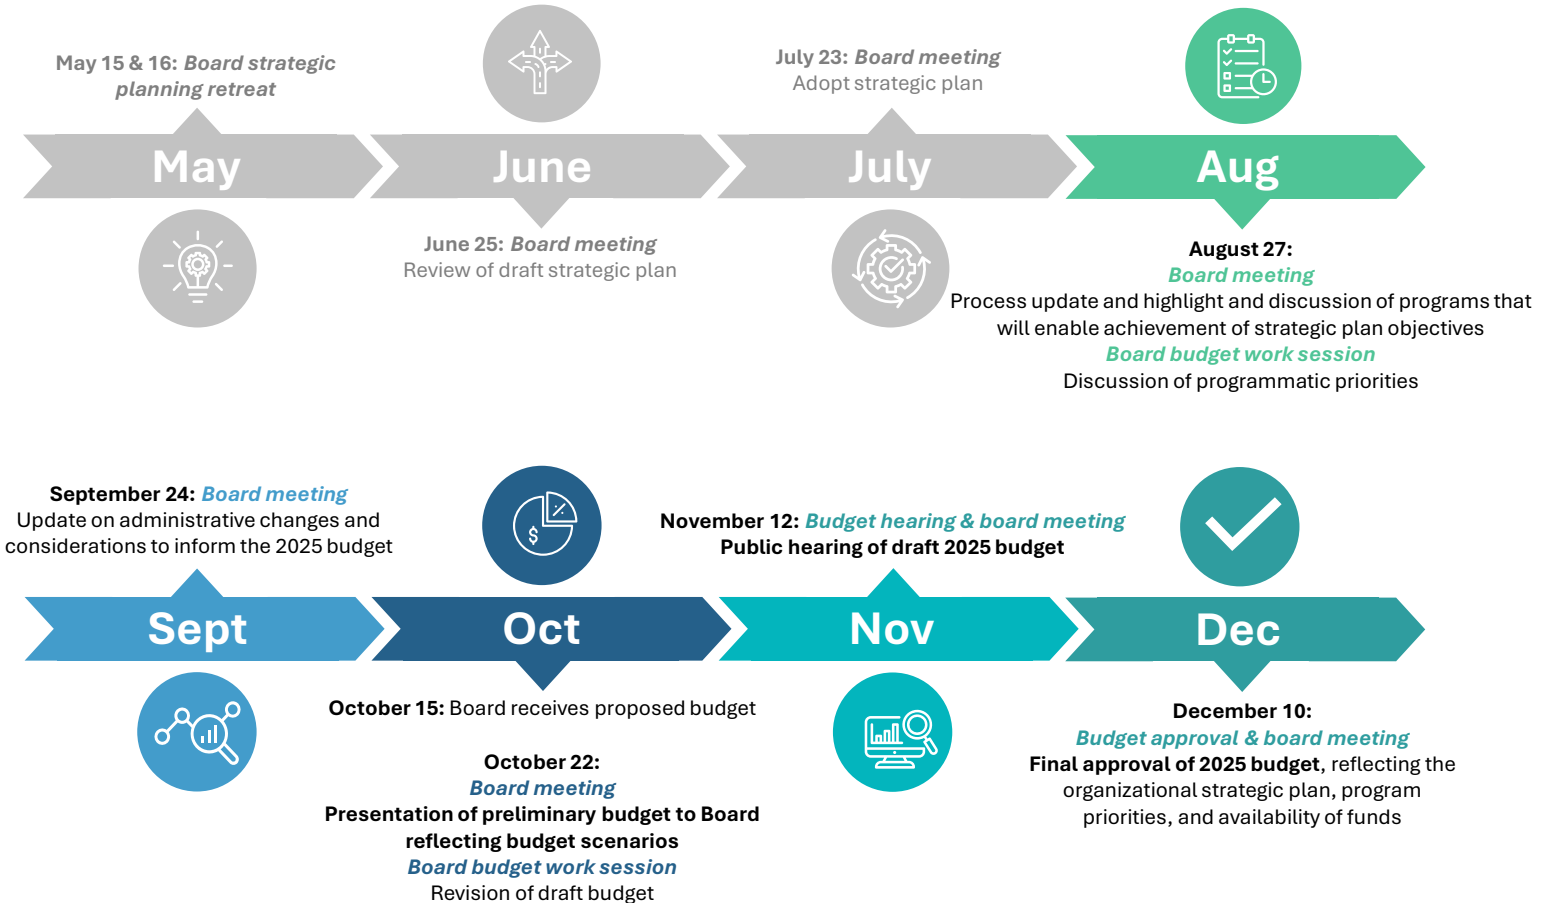 May 15 & 16: Board strategic
planning retreat
May
June
June 25: Board meeting
Review of draft strategic plan
July 23: Board meeting
Adopt strategic plan
July
Aug
August 27:
Board meeting
Process update and highlight and discussion of programs that
will enable achievement of strategic plan objectives
Board budget work session
Discussion of programmatic priorities
September 24: Board meeting
Update on administrative changes and
considerations to inform the 2025 budget
Sept
%
$
Oct
October 15: Board receives proposed budget
October 22:
Board meeting
Presentation of preliminary budget to Board
reflecting budget scenarios
Board budget work session
Revision of draft budget
November 12: Budget hearing & board meeting
Public hearing of draft 2025 budget
Nov
Dec
December 10:
Budget approval & board meeting
Final approval of 2025 budget, reflecting the
organizational strategic plan, program
priorities, and availability of funds